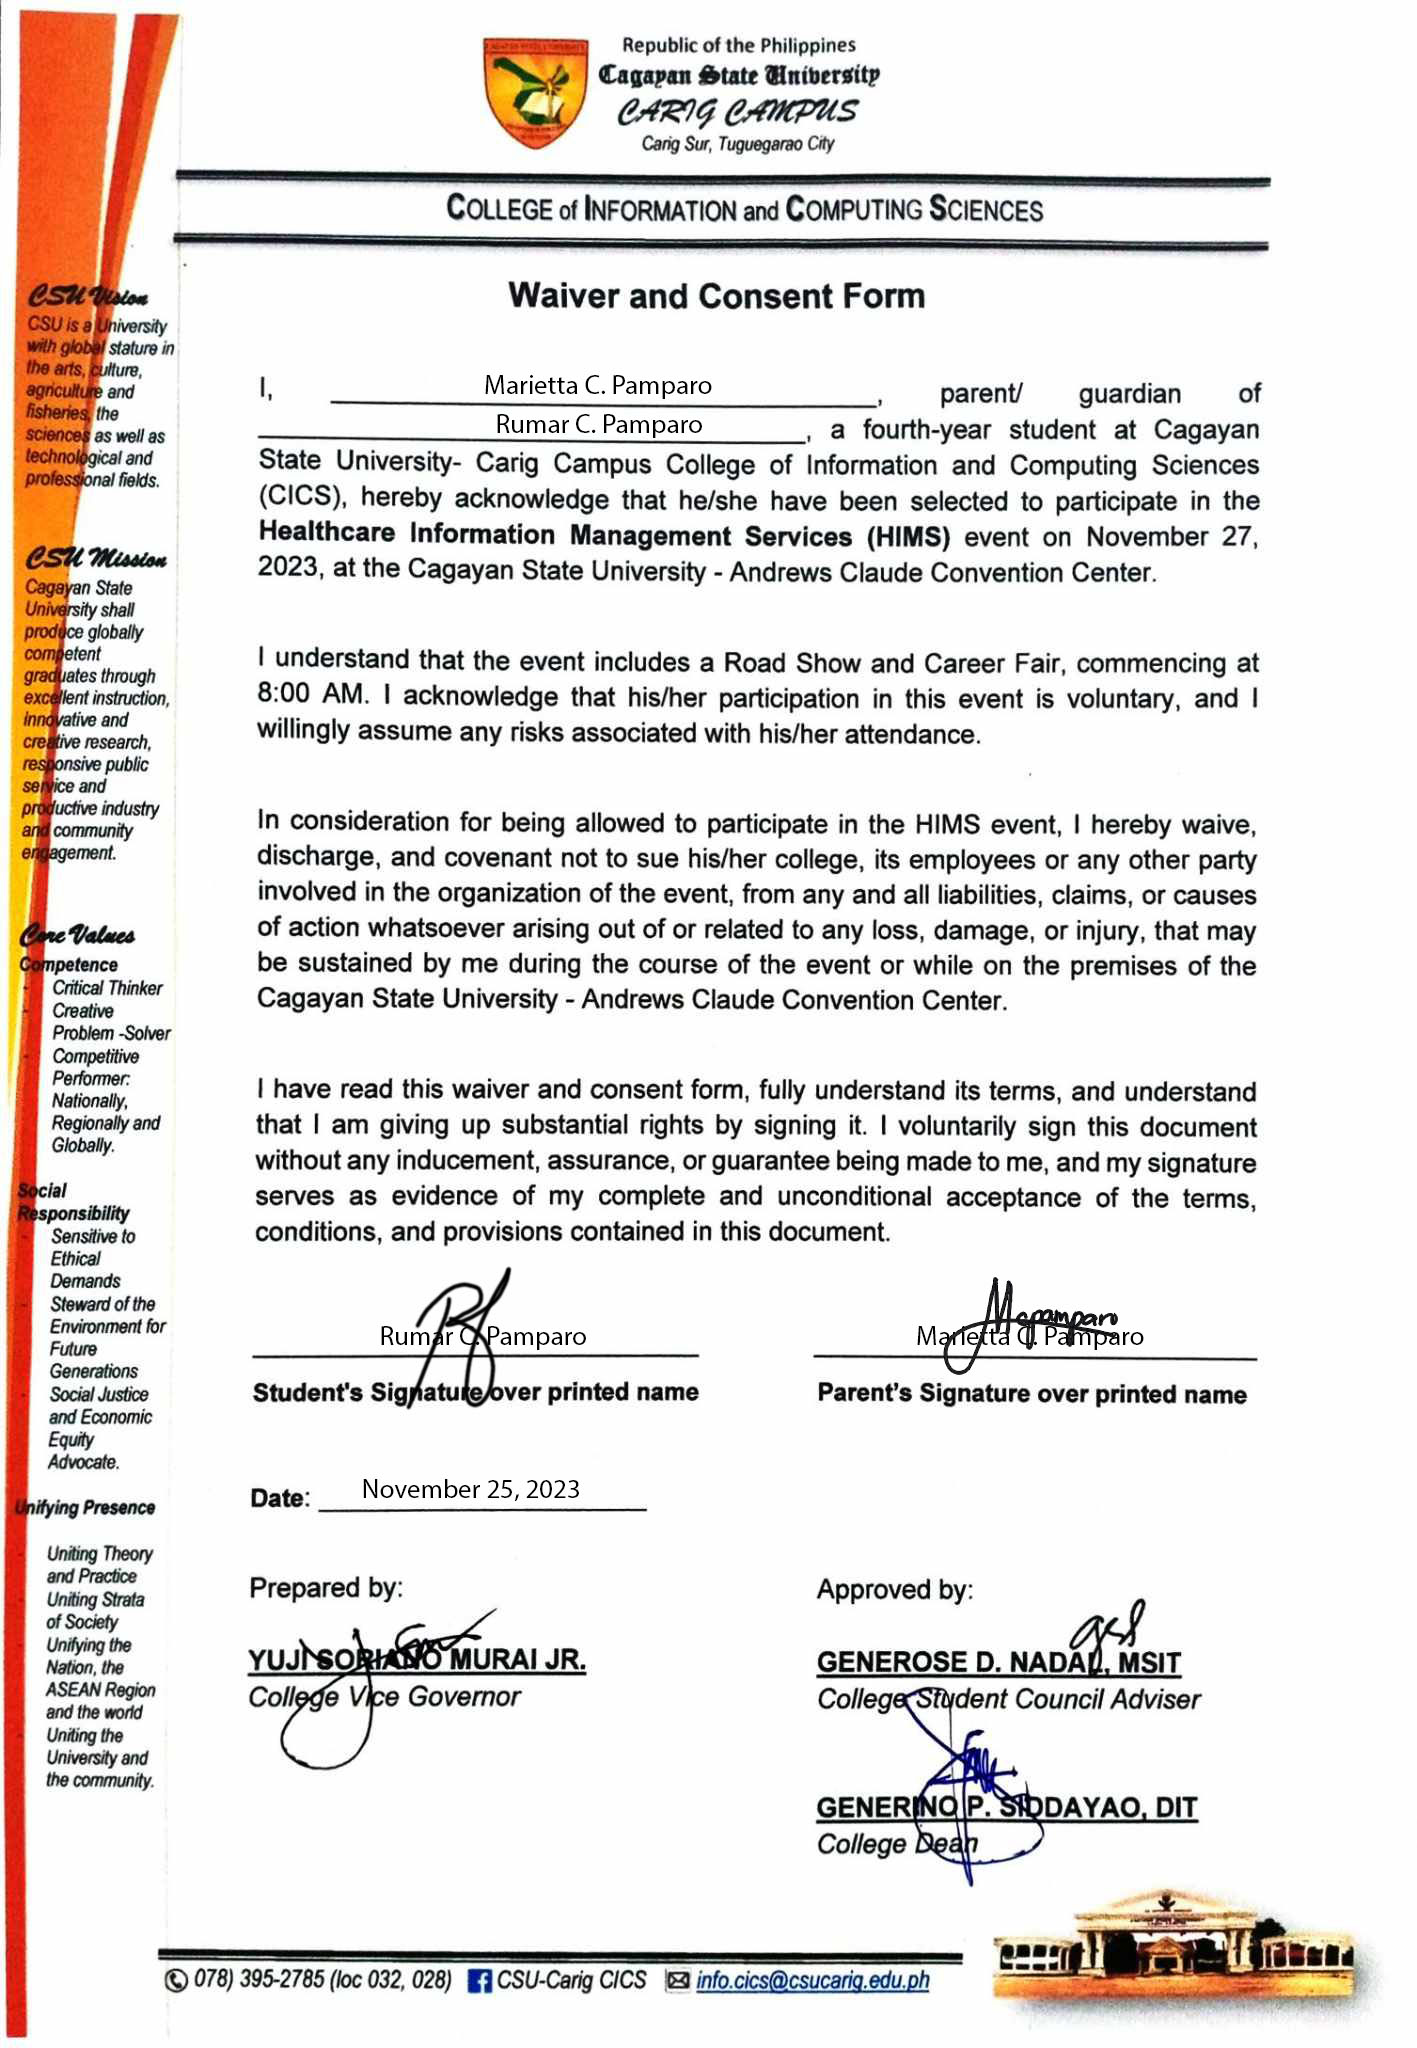 Republic of the Philippines
Cagayan State University
CARIG CAMPUS
Carig Sur, Tuguegarao City
COLLEGE of INFORMATION and COMPUTING SCIENCES
CSU Vision
CSU is a University
with global stature in
the arts, culture,
agriculture and
fisheries, the
sciences as well as
technological and
professional fields.
CSU Mission
Cagayan State
University shall
produce globally
competent
graduates through
excellent instruction,
innovative and
creative research,
responsive public
service and
productive industry
and community
engagement.
Core Values
Competence
- Critical Thinker
- Creative
Problem -Solver
- Competitive
Performer:
Nationally,
Regionally and
Globally.
Social
Responsibility
- Sensitive to
Ethical
Demands
- Steward of the
Environment for
Future
Generations
- Social Justice
and Economic
Equity
Advocate.
Unifying Presence
- Uniting Theory
and Practice
- Uniting Strata
of Society
- Unifying the
Nation, the
ASEAN Region
and the world
- Uniting the
University and
the community.
Waiver and Consent Form
I, Marietta C. Pamparo, parent/ guardian of
Rumar C. Pamparo, a fourth-year student at Cagayan
State University- Carig Campus College of Information and Computing Sciences
(CICS), hereby acknowledge that he/she have been selected to participate in the
Healthcare Information Management Services (HIMS) event on November 27,
2023, at the Cagayan State University - Andrews Claude Convention Center.
I understand that the event includes a Road Show and Career Fair, commencing at
8:00 AM. I acknowledge that his/her participation in this event is voluntary, and I
willingly assume any risks associated with his/her attendance.
In consideration for being allowed to participate in the HIMS event, I hereby waive,
discharge, and covenant not to sue his/her college, its employees or any other party
involved in the organization of the event, from any and all liabilities, claims, or causes
of action whatsoever arising out of or related to any loss, damage, or injury, that may
be sustained by me during the course of the event or while on the premises of the
Cagayan State University - Andrews Claude Convention Center.
I have read this waiver and consent form, fully understand its terms, and understand
that I am giving up substantial rights by signing it. I voluntarily sign this document
without any inducement, assurance, or guarantee being made to me, and my signature
serves as evidence of my complete and unconditional acceptance of the terms,
conditions, and provisions contained in this document.
Rumar C. Pamparo
Student's Signature over printed name
Mcpamparo
Marietta C. Pamparo
Parent's Signature over printed name
Date: November 25, 2023
Prepared by:
YUJI SORIANO MURAI JR.
College Vice Governor
Approved by:
GENEROSE D. NADAL, MSIT
College Student Council Adviser
GENERINO P. SIDDAYAO, DIT
College Dean
078) 395-2785 (loc 032, 028) CSU-Carig CICS info.cics@csucarig.edu.ph